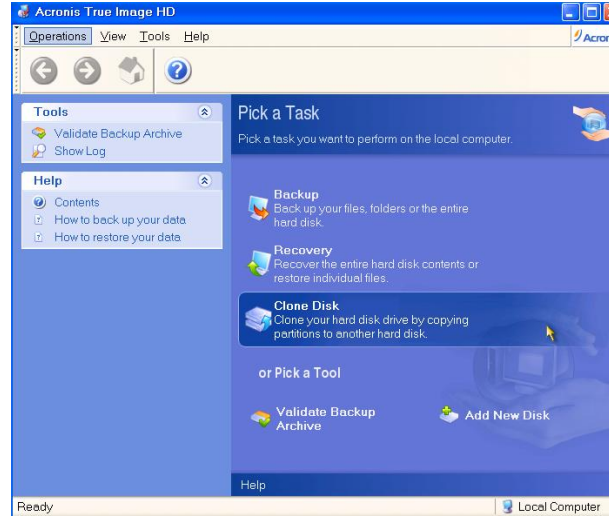 Acronis True Image HD
Operations View Tools Help
Acron
Tools
Validate Backup Archive
Show Log
Help
Contents
How to back up your data
How to restore your data
Pick a Task
Pick a task you want to perform on the local computer.
Backup
Back up your files, folders or the entire
hard disk.
Recovery
Recover the entire hard disk contents or
restore individual files.
Clone Disk
Clone your hard disk drive by copying
partitions to another hard disk.
or Pick a Tool
Validate Backup
Archive
Add New Disk
Help
Ready
Local Computer